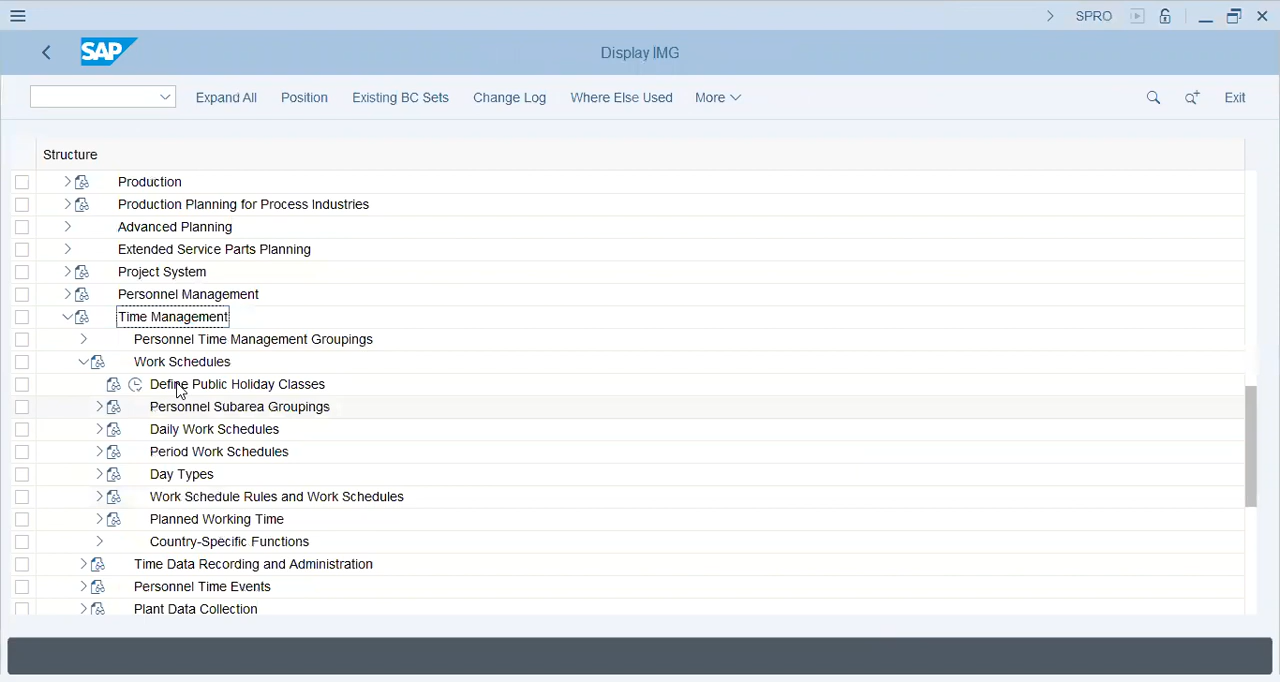 SPRO
SAP
Display IMG
Expand All Position Existing BC Sets Change Log Where Else Used More Exit
Structure
Production
Production Planning for Process Industries
Advanced Planning
Extended Service Parts Planning
Project System
Personnel Management
Time Management
Personnel Time Management Groupings
Work Schedules
Define Public Holiday Classes
Personnel Subarea Groupings
Daily Work Schedules
Period Work Schedules
Day Types
Work Schedule Rules and Work Schedules
Planned Working Time
Country-Specific Functions
Time Data Recording and Administration
Personnel Time Events
Plant Data Collection